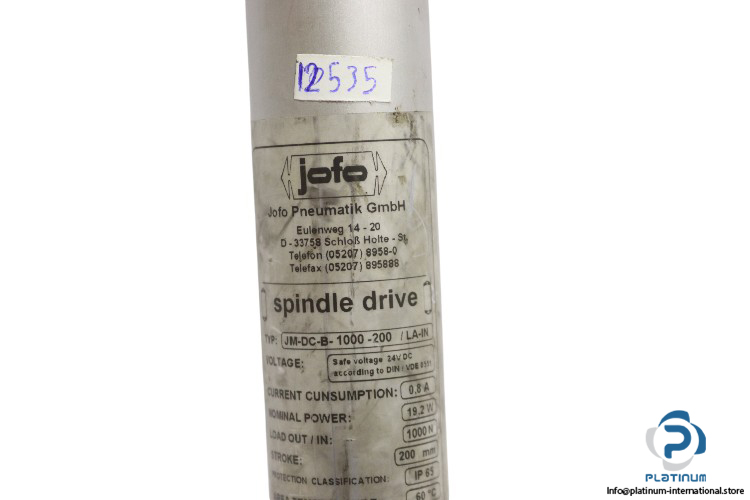 12535
jofo
Jofo Pneumatik GmbH
Eulenweg 14 - 20
D - 33758 Schloß Holte - St.
Telefon (05207) 8958-0
Telefax (05207) 895888
spindle drive
TYP: JM-DC-B- 1000 -200 / LA-IN
VOLTAGE: Safe voltage 24V DC
according to DIN / VDE
CURRENT CUNSUMPTION: 0,8 A
NOMINAL POWER: 19,2 W
LOAD OUT / IN: 1000 N
STROKE: 200 mm
PROTECTION CLASSIFICATION: IP 65
60 °C
PLATINUM
Info@platinum-international.store